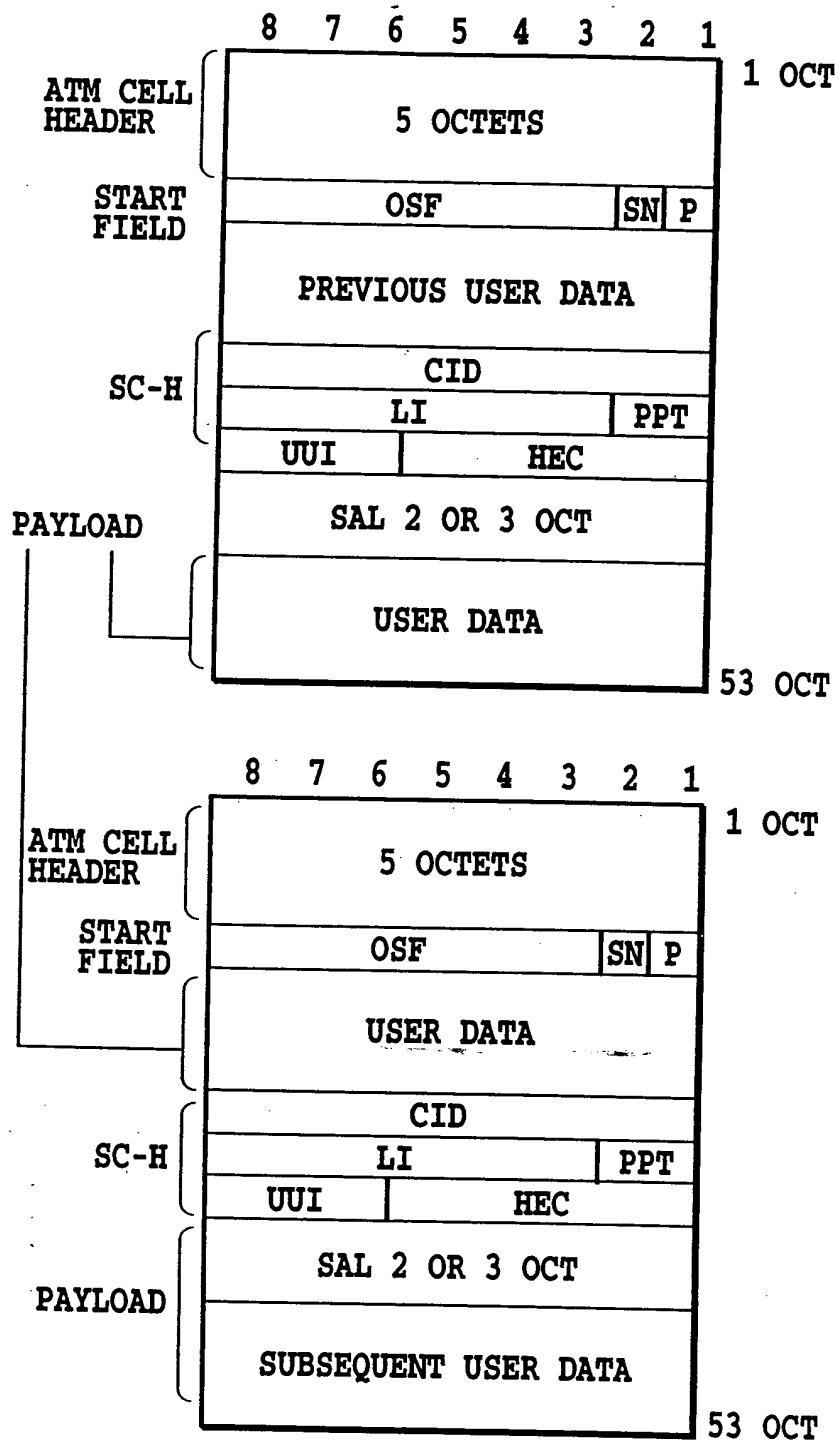 8 7 6 5 4 3 2 1
1 OCT
ATM CELL
HEADER
5 OCTETS
START
FIELD
OSF SN P
PREVIOUS USER DATA
SC-H
CID
LI PPT
UUI HEC
SAL 2 OR 3 OCT
PAYLOAD
USER DATA
53 OCT
8 7 6 5 4 3 2 1
1 OCT
ATM CELL
HEADER
5 OCTETS
START
FIELD
OSF SN P
USER DATA
SC-H
CID
LI PPT
UUI HEC
SAL 2 OR 3 OCT
PAYLOAD
SUBSEQUENT USER DATA
53 OCT